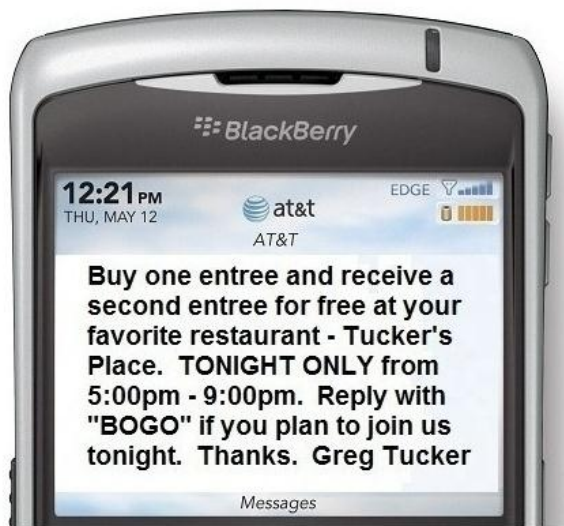 BlackBerry
12:21 PM
THU, MAY 12
at&t
EDGE
AT&T
Buy one entree and receive a
second entree for free at your
favorite restaurant - Tucker's
Place.  TONIGHT ONLY from
5:00pm - 9:00pm.  Reply with
"BOGO" if you plan to join us
tonight.  Thanks.  Greg Tucker
Messages